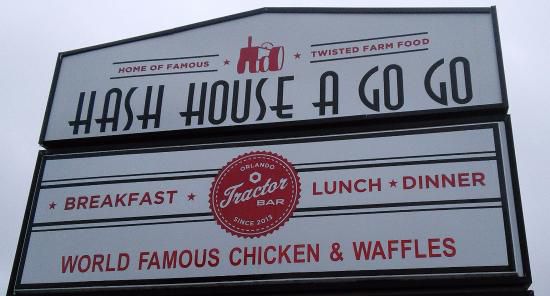 HOME OF FAMOUS ★ ★ TWISTED FARM FOOD
HASH HOUSE A GO GO
★ BREAKFAST ★
ORLANDO
Tractor
BAR
SINCE 2013
LUNCH ★ DINNER
WORLD FAMOUS CHICKEN & WAFFLES